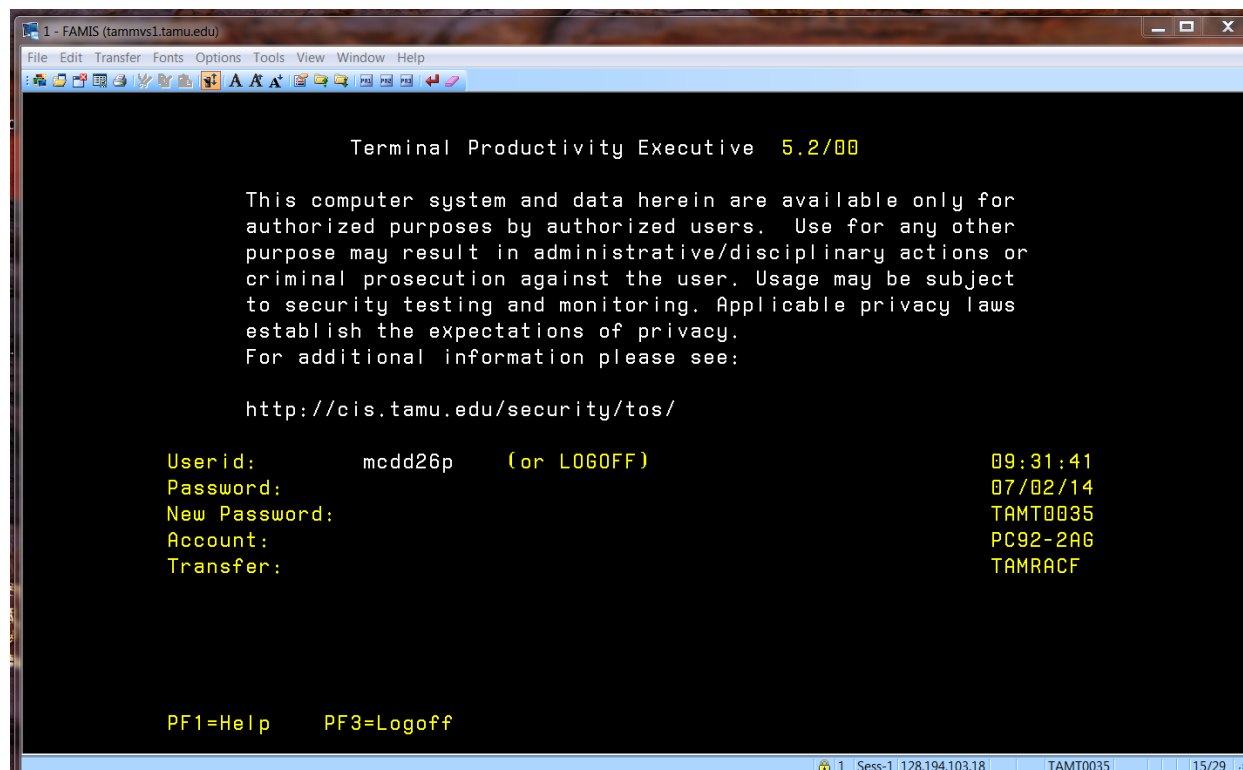 1 - FAMIS (tammvs1.tamu.edu)
File Edit Transfer Fonts Options Tools View Window Help
Terminal Productivity Executive 5.2/00
This computer system and data herein are available only for
authorized purposes by authorized users. Use for any other
purpose may result in administrative/disciplinary actions or
criminal prosecution against the user. Usage may be subject
to security testing and monitoring. Applicable privacy laws
establish the expectations of privacy.
For additional information please see:
http://cis.tamu.edu/security/tos/
Userid: mcdd26p (or LOGOFF) 09:31:41
Password: 07/02/14
New Password: TAMT0035
Account: PC92-2AG
Transfer: TAMRACF
PF1=Help PF3=Logoff
1 Sess-1 128.194.103.18 TAMT0035 15/29